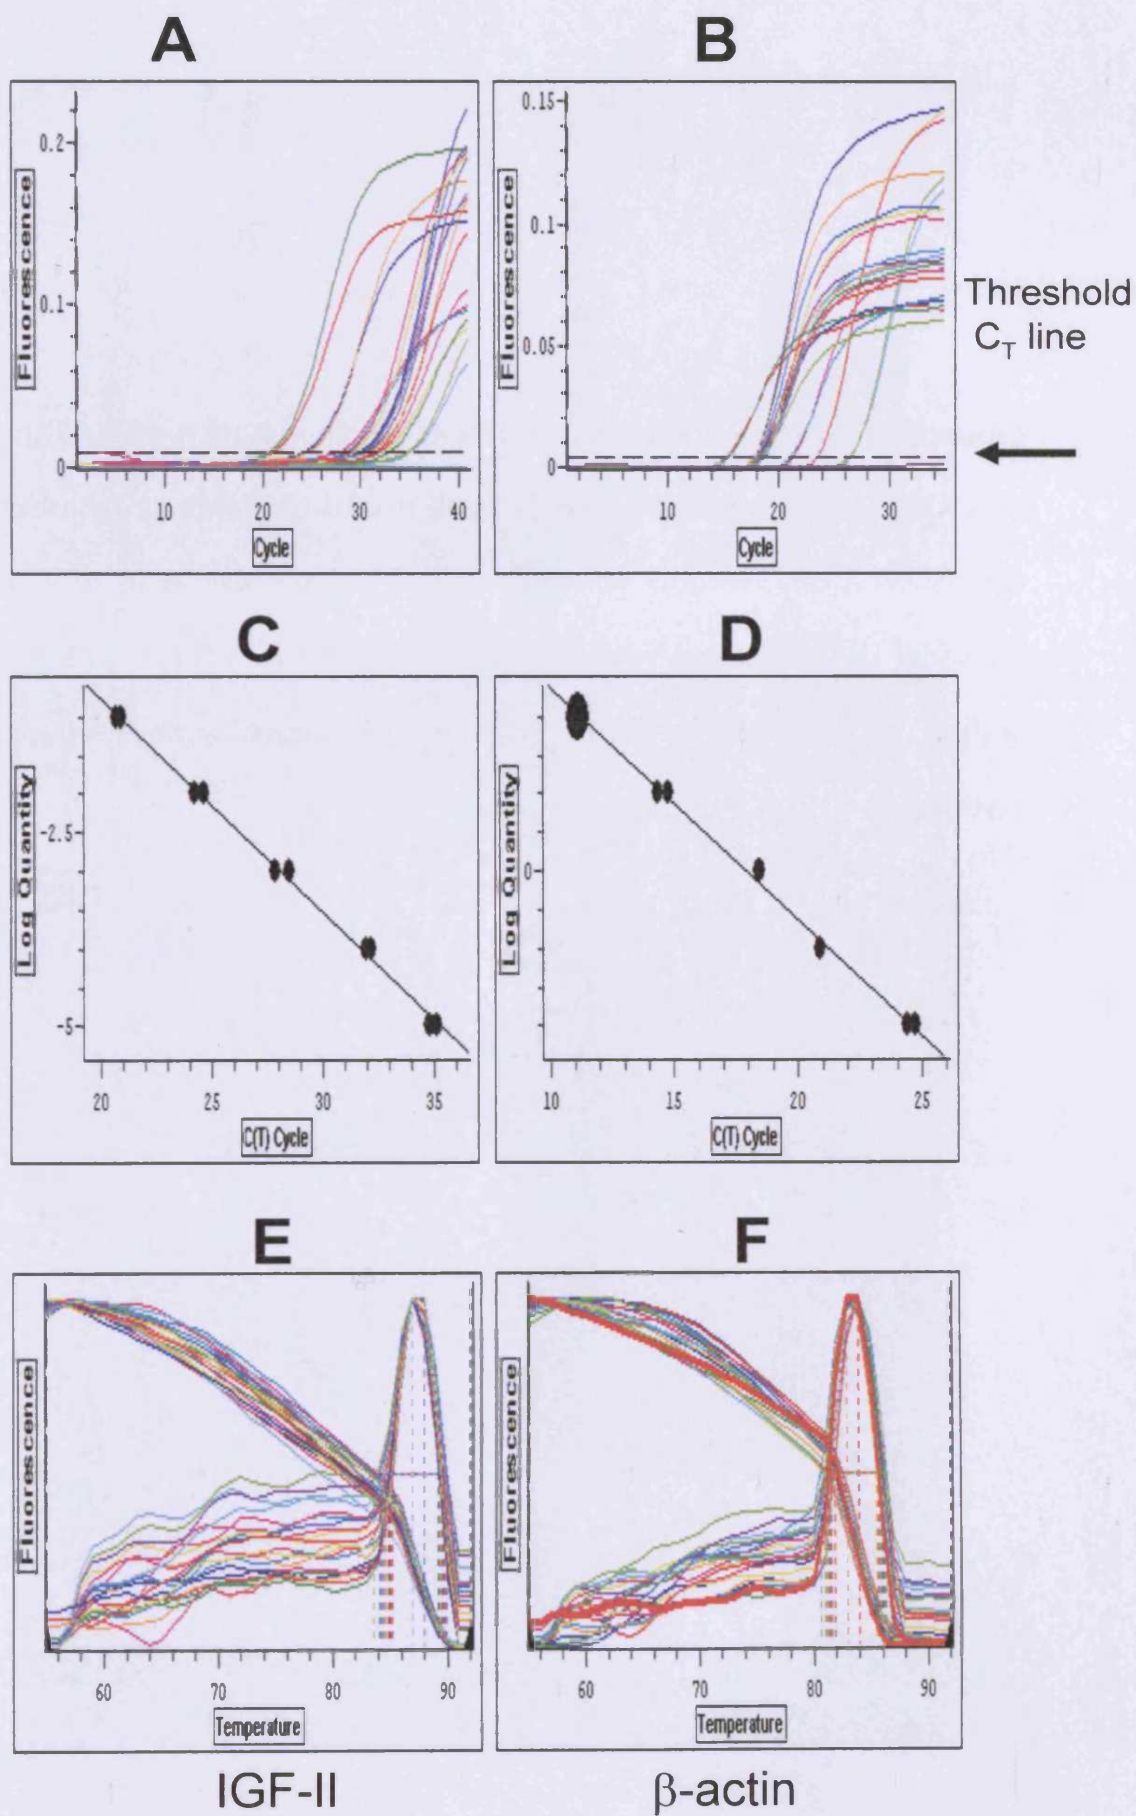 A
B
0.2
0.1
0
Fluorescence
10
20
30
40
Cycle
0.15
0.1
0.05
0
Fluorescence
10
20
30
Cycle
Threshold
CT line
C
D
Log Quantity
-2.5
-5
20
25
30
35
C(T) Cycle
Log Quantity
0
10
15
20
25
C(T) Cycle
E
F
Fluorescence
60
70
80
90
Temperature
Fluorescence
60
70
80
90
Temperature
IGF-II
β-actin